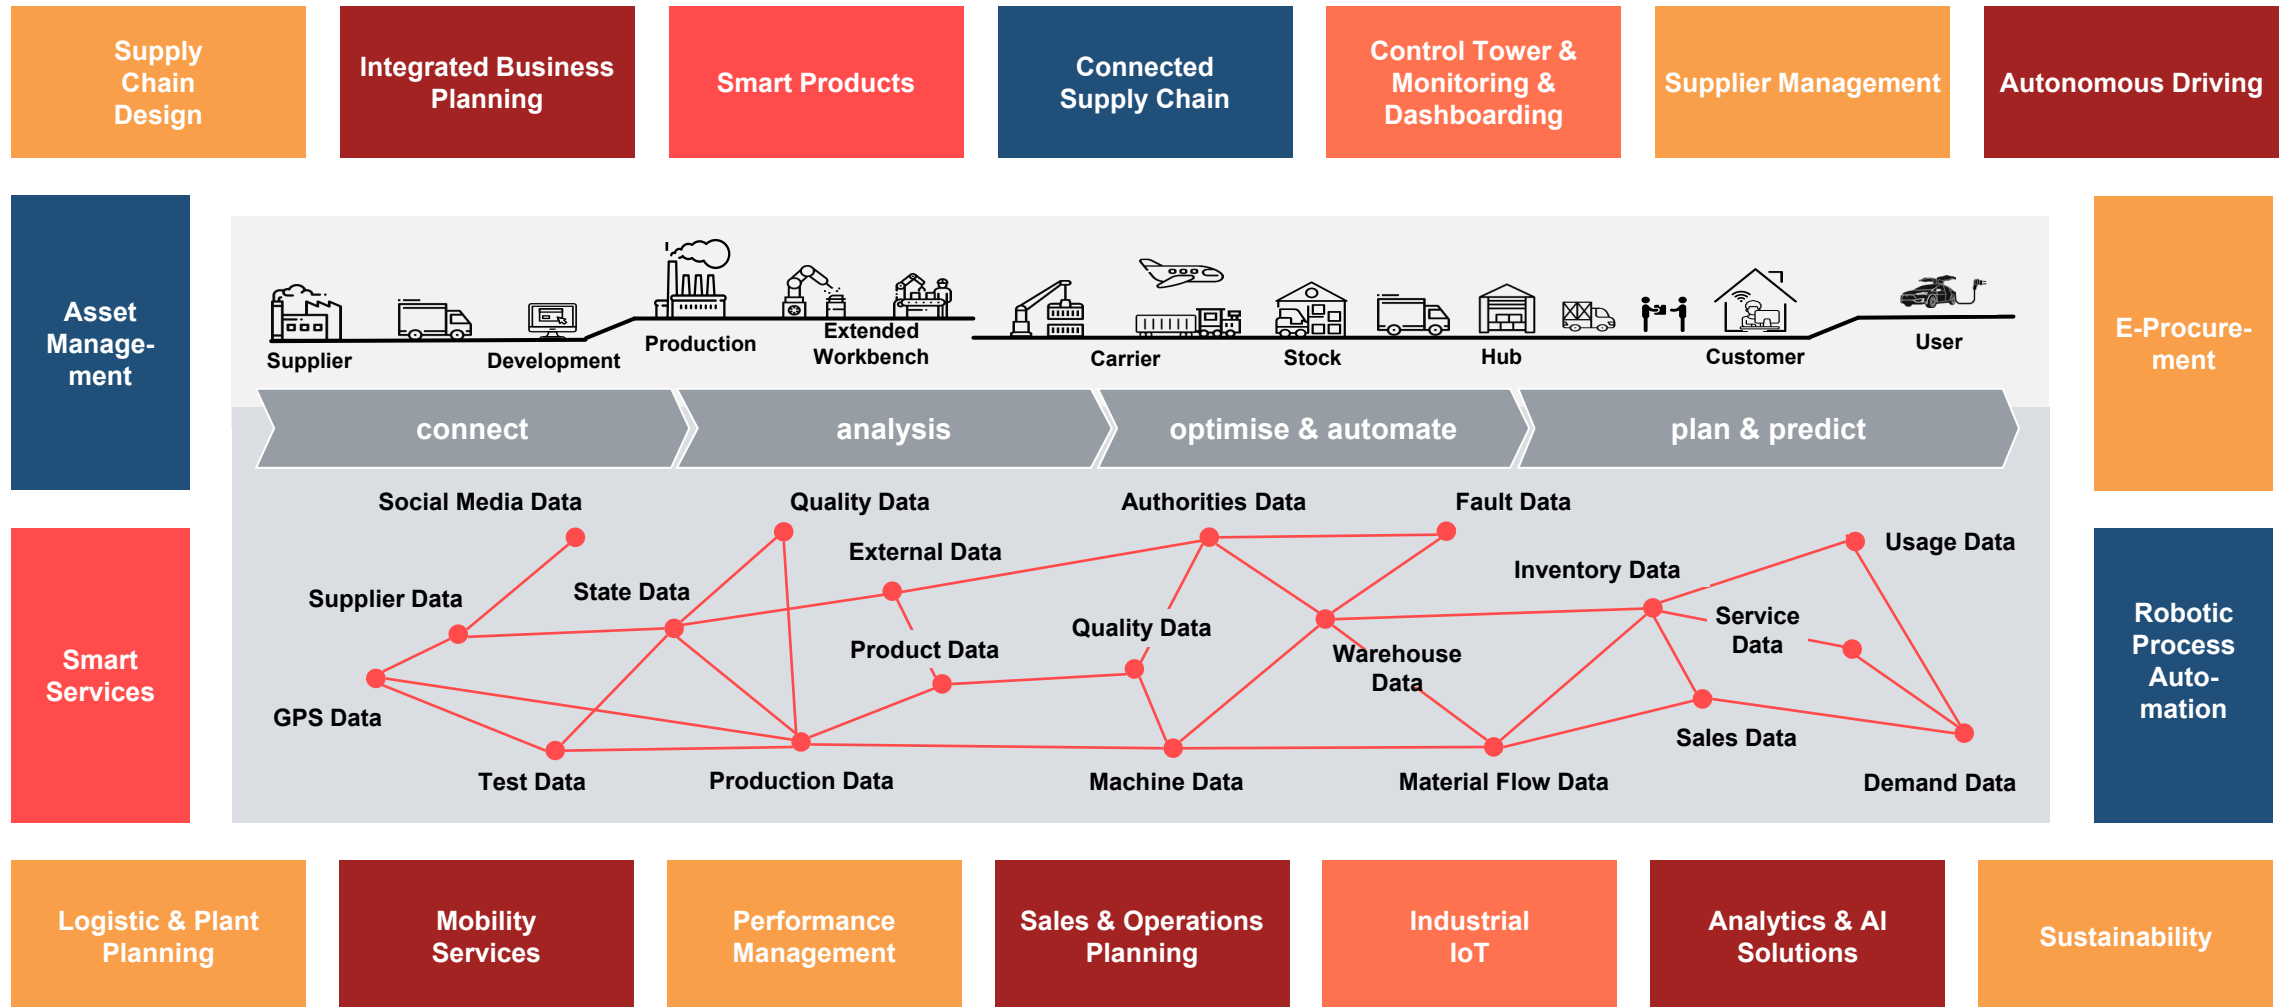 Supply
Chain
Design
Integrated Business
Planning
Smart Products
Connected
Supply Chain
Control Tower &
Monitoring &
Dashboarding
Supplier Management
Autonomous Driving
Asset
Manage-
ment
Smart
Services
Supplier
Development
Production
Extended
Workbench
Carrier
Stock
Hub
Customer
User
connect
analysis
optimise & automate
plan & predict
Social Media Data
Quality Data
Authorities Data
Fault Data
External Data
Usage Data
Inventory Data
Supplier Data
State Data
Service
Data
Quality Data
Product Data
Warehouse
Data
GPS Data
Sales Data
Test Data
Production Data
Machine Data
Material Flow Data
Demand Data
E-Procure-
ment
Robotic
Process
Auto-
mation
Logistic & Plant
Planning
Mobility
Services
Performance
Management
Sales & Operations
Planning
Industrial
IoT
Analytics & AI
Solutions
Sustainability